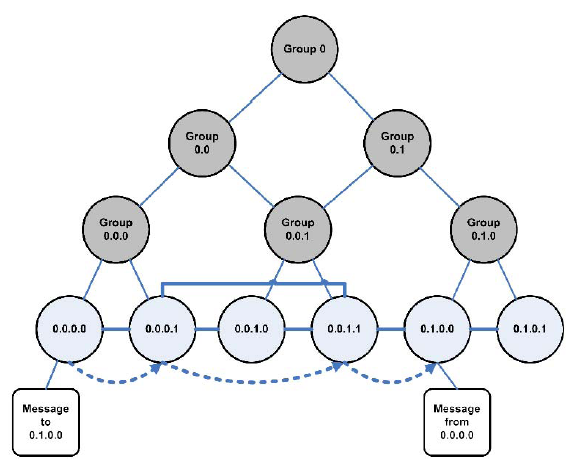 Group 0
Group
0.0
Group
0.1
Group
0.0.0
Group
0.0.1
Group
0.1.0
0.0.0.0
0.0.0.1
0.0.1.0
0.0.1.1
0.1.0.0
0.1.0.1
Message
to
0.1.0.0
Message
from
0.0.0.0